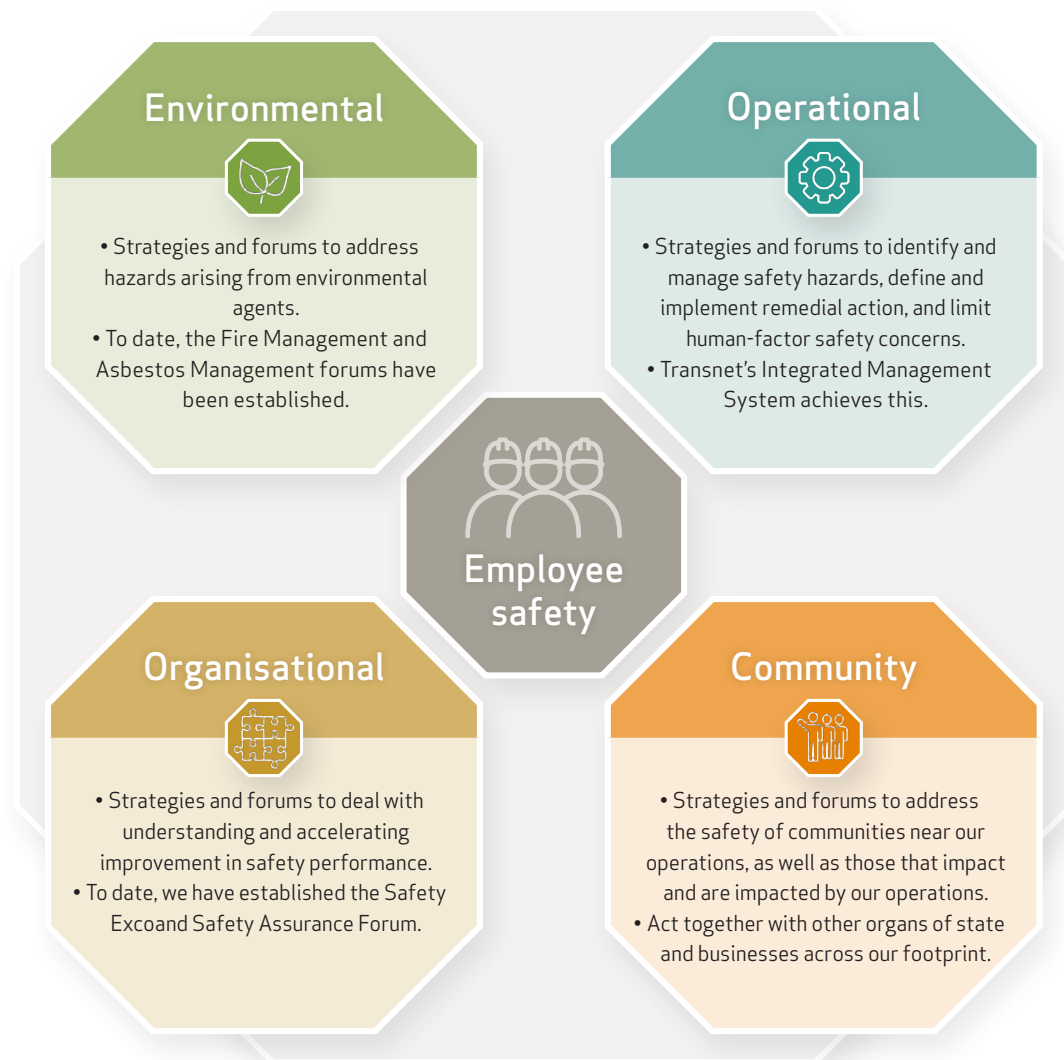 Environmental
• Strategies and forums to address
hazards arising from environmental
agents.
• To date, the Fire Management and
Asbestos Management forums have
been established.
Operational
• Strategies and forums to identify and
manage safety hazards, define and
implement remedial action, and limit
human-factor safety concerns.
• Transnet's Integrated Management
System achieves this.
Employee
safety
Organisational
• Strategies and forums to deal with
understanding and accelerating
improvement in safety performance.
• To date, we have established the Safety
Excoand Safety Assurance Forum.
Community
• Strategies and forums to address
the safety of communities near our
operations, as well as those that impact
and are impacted by our operations.
• Act together with other organs of state
and businesses across our footprint.